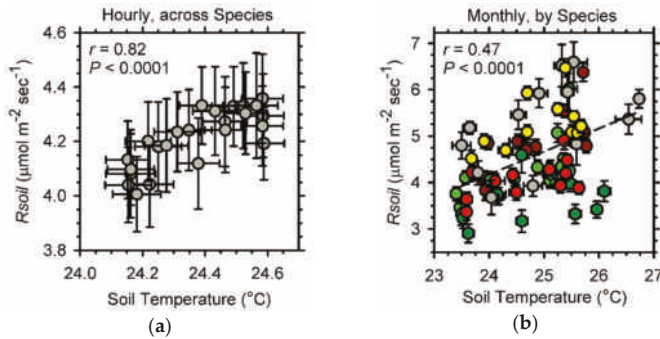 Hourly, across Species
r = 0.82
P < 0.0001
4.6
4.4
4.2
4.0
3.8
Rsoil (μmol m⁻² sec⁻¹)
24.0 24.2 24.4 24.6
Soil Temperature (°C)
(a)
Monthly, by Species
r = 0.47
P < 0.0001
7
6
5
4
3
Rsoil (μmol m⁻² sec⁻¹)
23 24 25 26
Soil Temperature (°C)
(b)